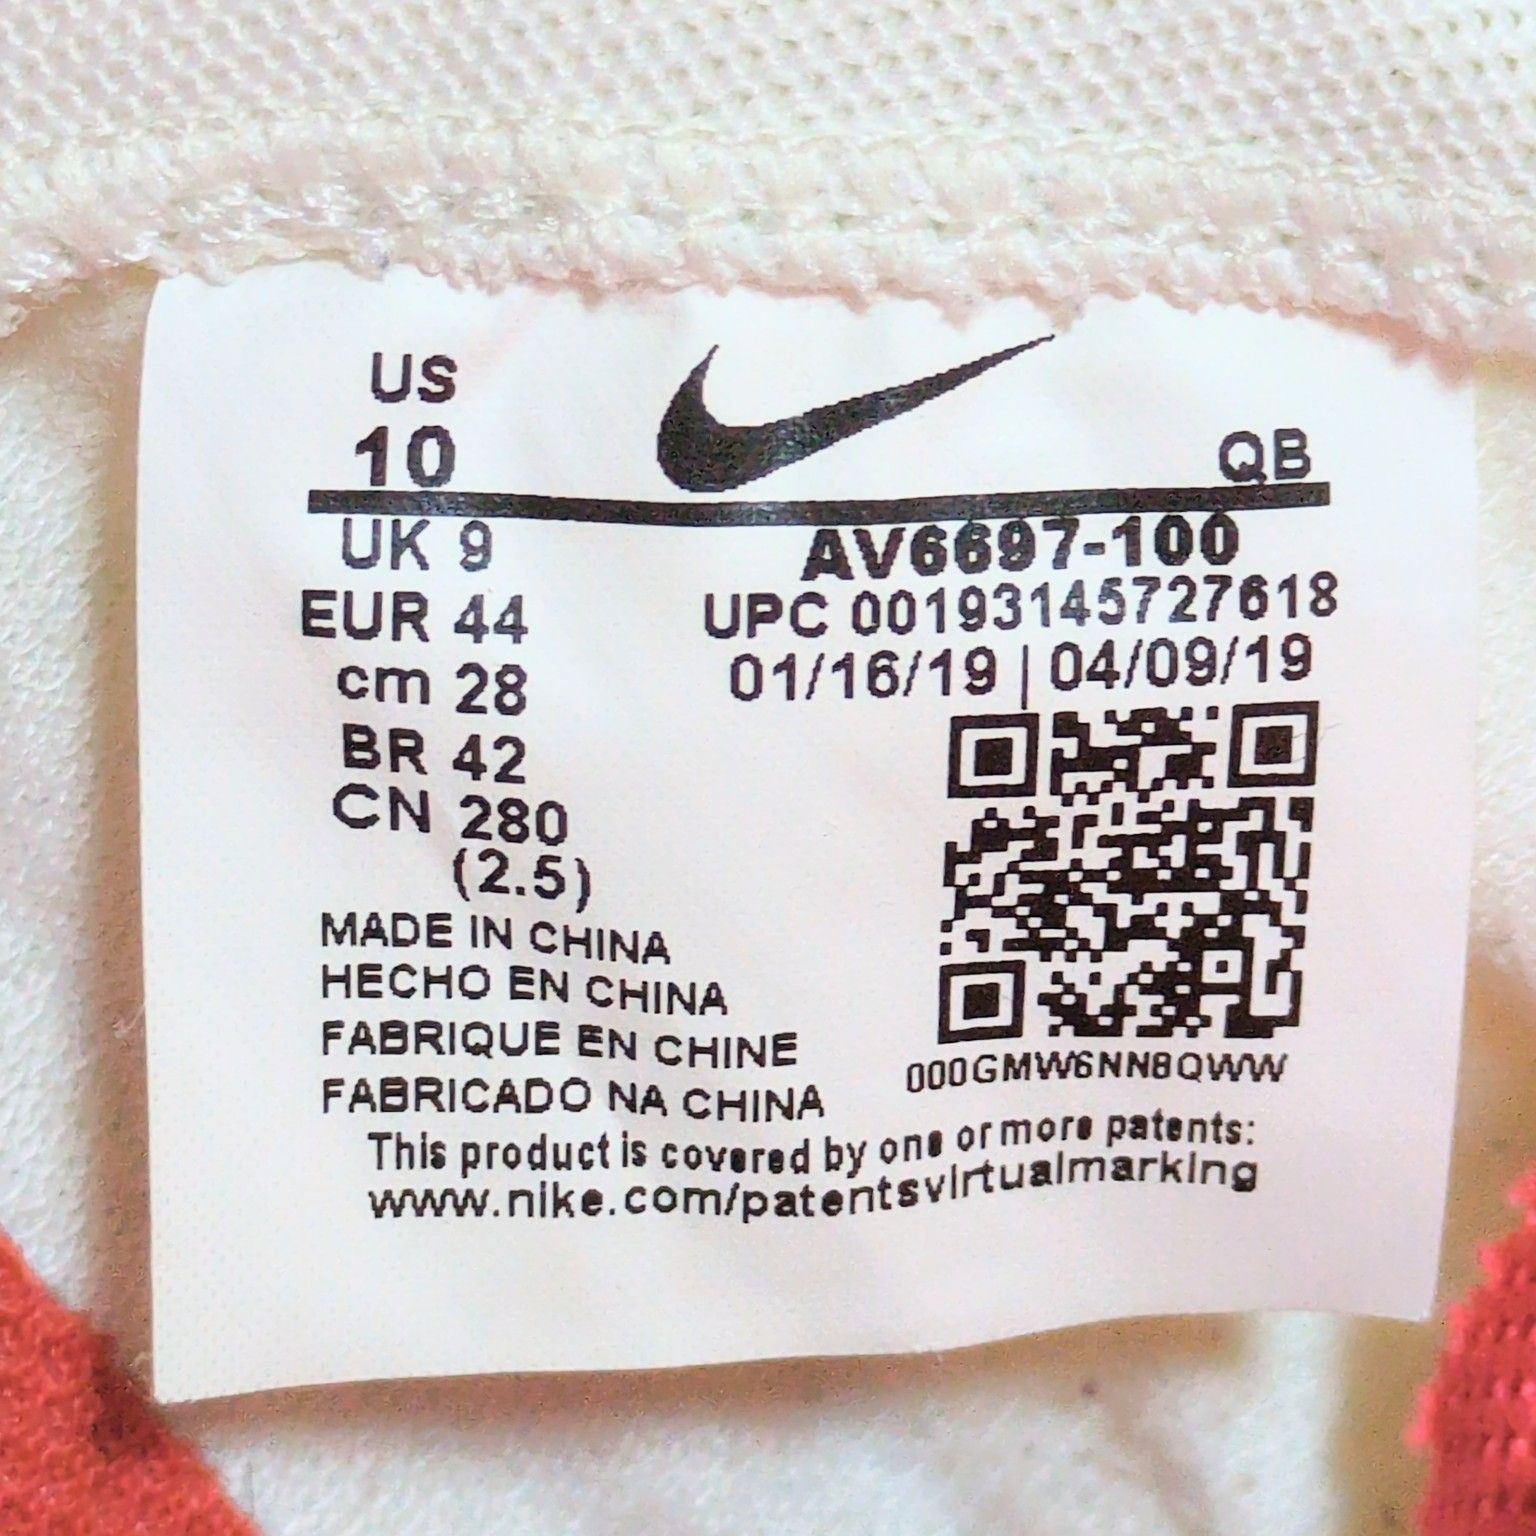 US
10
QB
UK 9
AV6697-100
EUR 44
UPC 00193145727618
cm 28
01/16/19 | 04/09/19
BR 42
CN 280
(2.5)
MADE IN CHINA
HECHO EN CHINA
FABRIQUE EN CHINE
FABRICADO NA CHINA
000GMW6NN8QWW
This product is covered by one or more patents:
www.nike.com/patentsvirtualmarking